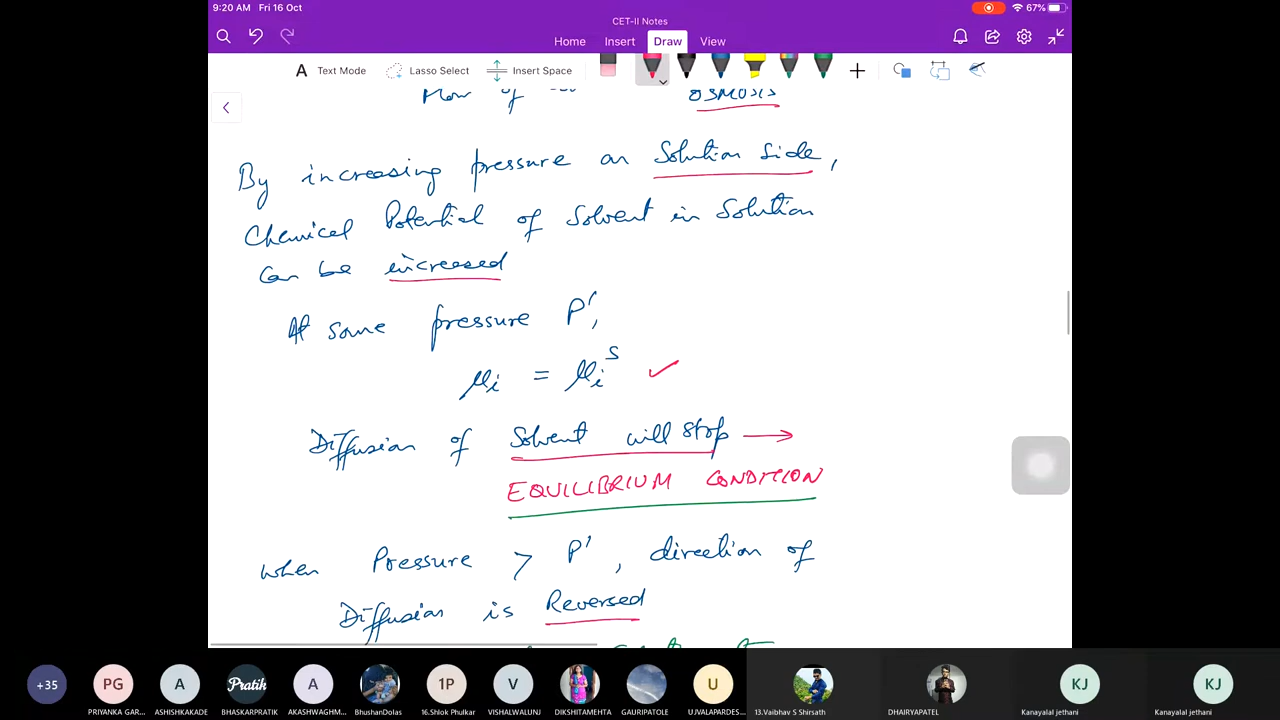 9:20 AM Fri 16 Oct
67%
CET-II Notes
Home Insert Draw View
A Text Mode Lasso Select Insert Space
Flow of
OSMOSIS
By increasing pressure on Solution Side,
Chemical Potential of Solvent in Solution
Can be increased
At some pressure P',
μi = μi^S ✓
Diffusion of Solvent will stop →
EQUILIBRIUM CONDITION
when Pressure > P', direction of
Diffusion is Reversed
+35 PG A A 1P V U KJ KJ
PRIYANKA GAR... ASHISHKAKADE BHASKARPRATIK AKASHWAGHM... BhushanDolas 16.Shlok Phulkar VISHALWALUNJ DIKSHITAMEHTA GAURIPATOLE UJVALAPARDES... 13.Vaibhav S Shirsath DHAIRYAPATEL Kanayalal jethani Kanayalal jethani
Pratik